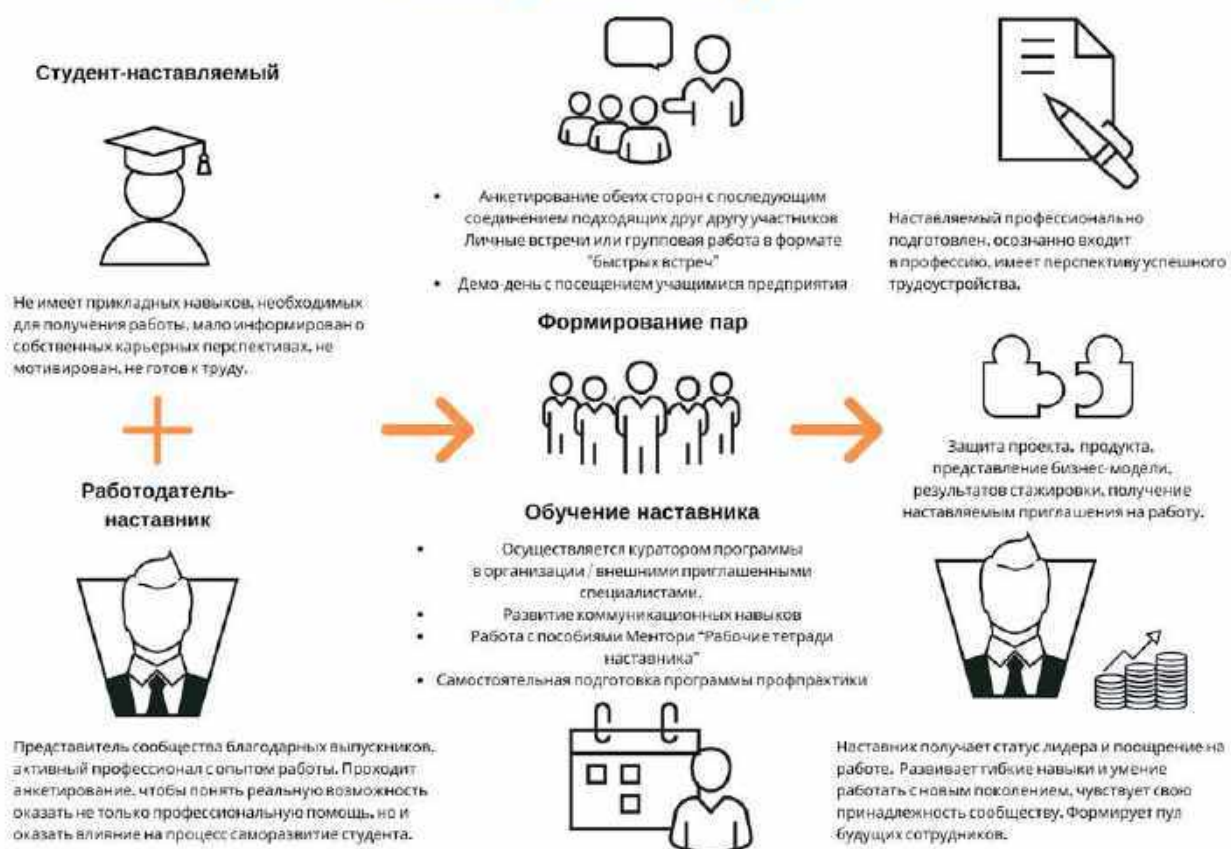 Студент-наставляемый
Не имеет прикладных навыков, необходимых
для получения работы, мало информирован о
собственных карьерных перспективах, не
мотивирован, не готов к труду.
Работодатель-
наставник
Представитель сообщества благодарных выпускников,
активный профессионал с опытом работы. Проходит
анкетирование, чтобы понять реальную возможность
оказать не только профессиональную помощь, но и
оказать влияние на процесс саморазвитие студента.
• Анкетирование обеих сторон с последующим
соединением подходящих друг другу участников
Личные встречи или групповая работа в формате
"быстрых встреч"
• Демо-день с посещением учащимися предприятия
Формирование пар
Обучение наставника
• Осуществляется куратором программы
в организации / внешними приглашенными
специалистами.
• Развитие коммуникационных навыков
• Работа с пособиями Ментори "Рабочие тетради
наставника"
• Самостоятельная подготовка программы профпрактики
Наставляемый профессионально
подготовлен, осознанно входит
в профессию, имеет перспективу успешного
трудоустройства.
Защита проекта, продукта,
представление бизнес-модели,
результатов стажировки, получение
наставляемым приглашения на работу.
Наставник получает статус лидера и поощрение на
работе. Развивает гибкие навыки и умение
работать с новым поколением, чувствует свою
принадлежность сообществу. Формирует пул
будущих сотрудников.